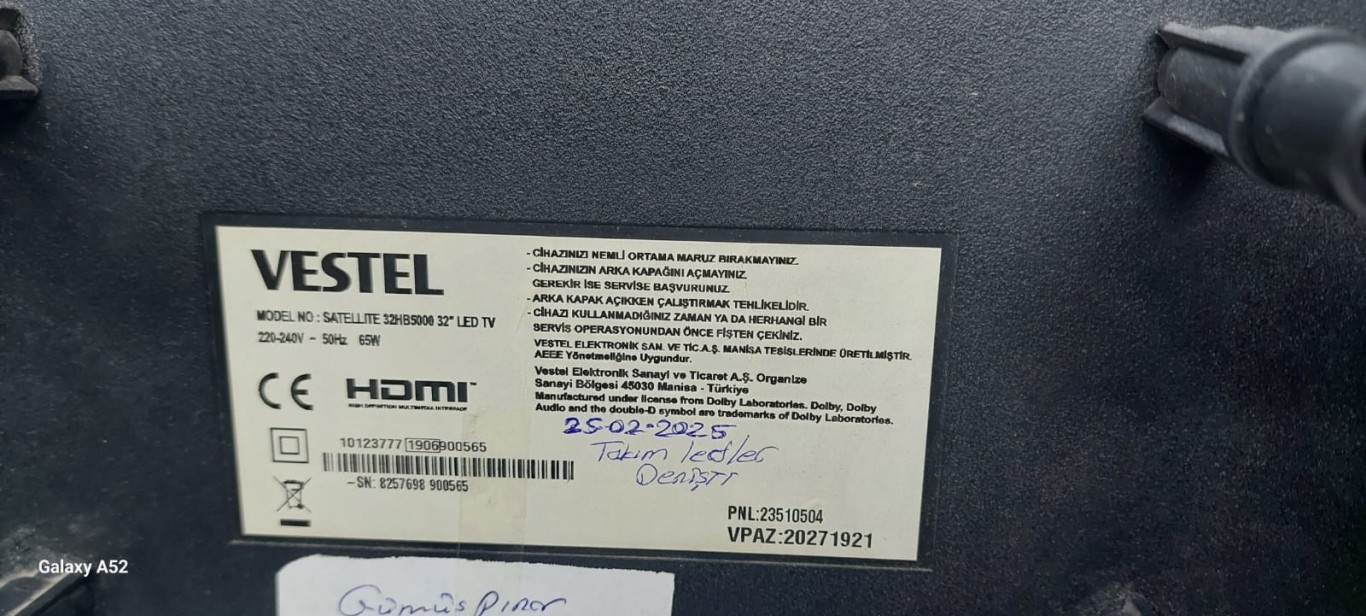 VESTEL
MODEL NO : SATELLITE 32HB5000 32" LED TV
220-240V ~ 50Hz 65W
CE HDMI™
HIGH DEFINITION MULTIMEDIA INTERFACE
10123777 1906900565
-SN: 8257698 900565
- CİHAZINIZI NEMLİ ORTAMA MARUZ BIRAKMAYINIZ.
- CİHAZINIZIN ARKA KAPAĞINI AÇMAYINIZ.
GEREKİR İSE SERVİSE BAŞVURUNUZ.
- ARKA KAPAK AÇIKKEN ÇALIŞTIRMAK TEHLİKELİDİR.
- CİHAZI KULLANMADIĞINIZ ZAMAN YA DA HERHANGİ BİR
SERVİS OPERASYONUNDAN ÖNCE FİŞTEN ÇEKİNİZ.
VESTEL ELEKTRONİK SAN. VE TİC.A.Ş. MANİSA TESİSLERİNDE ÜRETİLMİŞTİR.
AEEE Yönetmeliğine Uygundur.
Vestel Elektronik Sanayi ve Ticaret A.Ş. Organize
Sanayi Bölgesi 45030 Manisa - Türkiye
Manufactured under license from Dolby Laboratories. Dolby, Dolby
Audio and the double-D symbol are trademarks of Dolby Laboratories.
25-02-2025
Takım ledler
Denişti
PNL:23510504
VPAZ:20271921
Gümüş Pınar
Galaxy A52